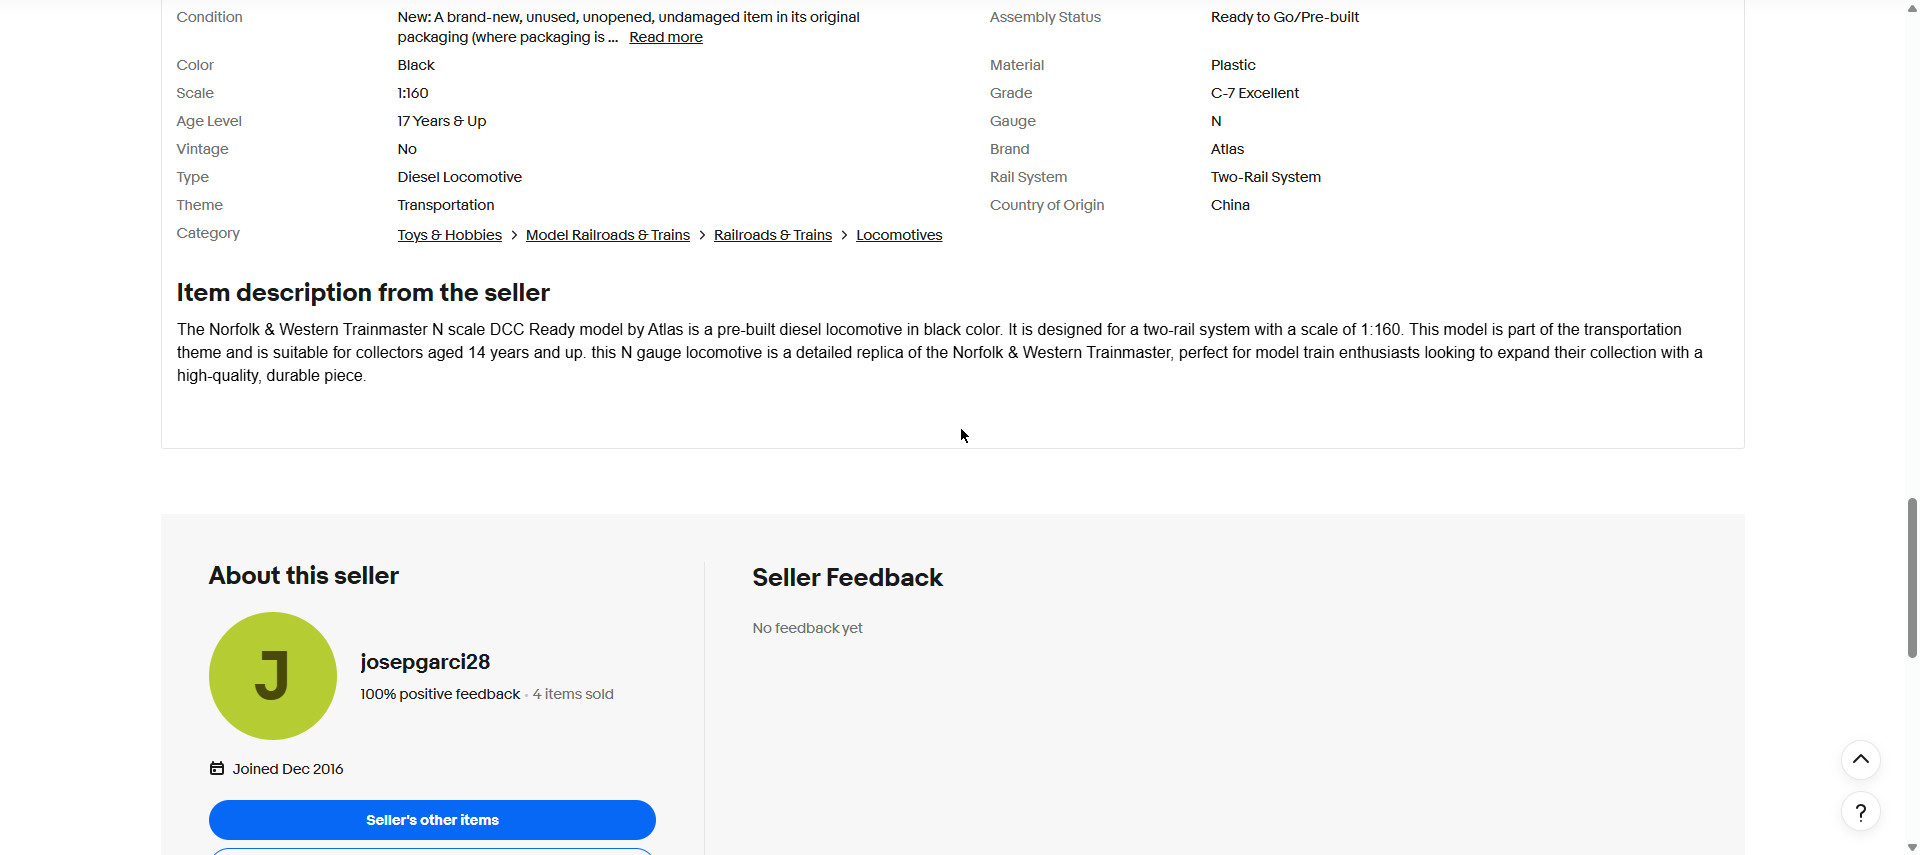 Condition
New: A brand-new, unused, unopened, undamaged item in its original
packaging (where packaging is ... Read more
Assembly Status
Ready to Go/Pre-built
Color
Black
Material
Plastic
Scale
1:160
Grade
C-7 Excellent
Age Level
17 Years & Up
Gauge
N
Vintage
No
Brand
Atlas
Type
Diesel Locomotive
Rail System
Two-Rail System
Theme
Transportation
Country of Origin
China
Category
Toys & Hobbies > Model Railroads & Trains > Railroads & Trains > Locomotives
Item description from the seller
The Norfolk & Western Trainmaster N scale DCC Ready model by Atlas is a pre-built diesel locomotive in black color. It is designed for a two-rail system with a scale of 1:160. This model is part of the transportation
theme and is suitable for collectors aged 14 years and up. this N gauge locomotive is a detailed replica of the Norfolk & Western Trainmaster, perfect for model train enthusiasts looking to expand their collection with a
high-quality, durable piece.
About this seller
J
josepgarci28
100% positive feedback • 4 items sold
Joined Dec 2016
Seller's other items
Seller Feedback
No feedback yet
?